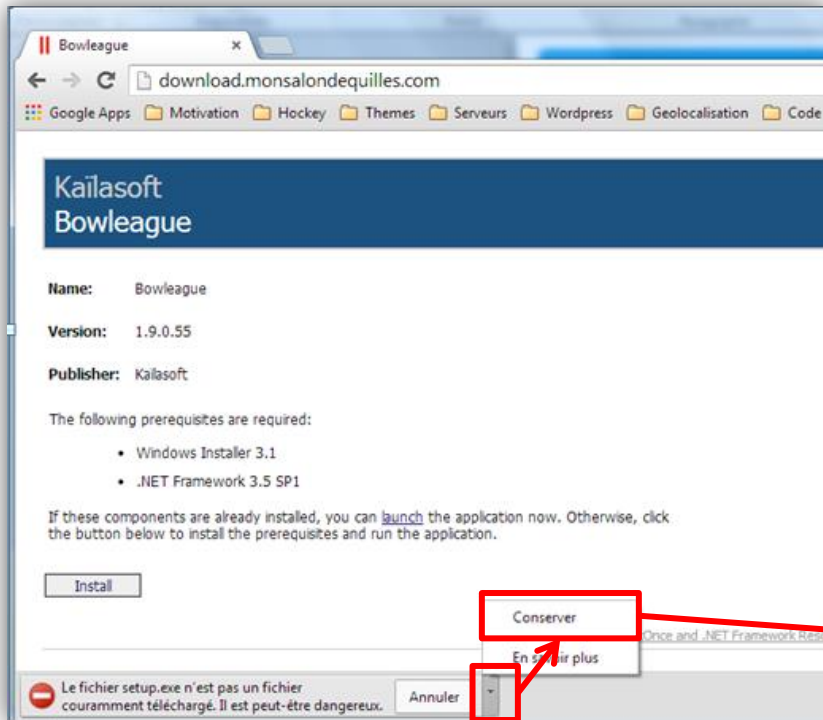 Bowleague
download.monsalondequilles.com
Google Apps Motivation Hockey Themes Serveurs Wordpress Geolocalisation Code
Kaïlasoft
Bowleague
Name: Bowleague
Version: 1.9.0.55
Publisher: Kaïlasoft
The following prerequisites are required:
• Windows Installer 3.1
• .NET Framework 3.5 SP1
If these components are already installed, you can launch the application now. Otherwise, click
the button below to install the prerequisites and run the application.
Install
Conserver
Once and .NET Framework
En savoir plus
Le fichier setup.exe n'est pas un fichier
couramment téléchargé. Il est peut-être dangereux.
Annuler